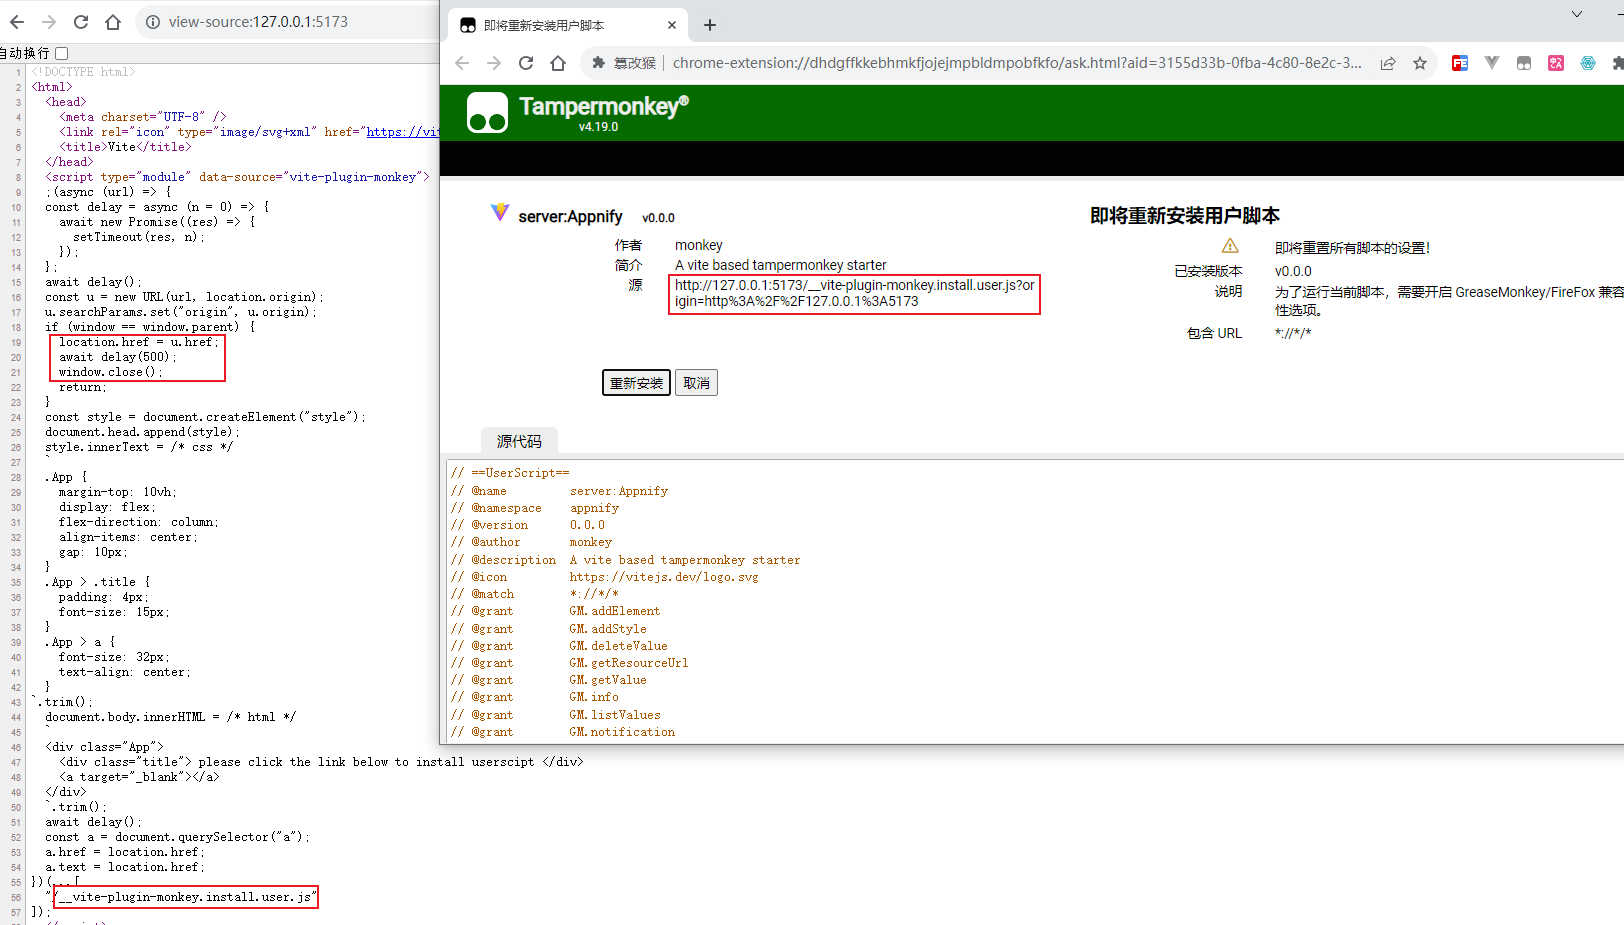 view-source:127.0.0.1:5173
自动换行
1 <!DOCTYPE html>
2 <html>
3 <head>
4 <meta charset="UTF-8" />
5 <link rel="icon" type="image/svg+xml" href="https://vit
6 <title>Vite</title>
7 </head>
8 <script type="module" data-source="vite-plugin-monkey">
9 ;(async (url) => {
10 const delay = async (n = 0) => {
11 await new Promise((res) => {
12 setTimeout(res, n);
13 });
14 };
15 await delay();
16 const u = new URL(url, location.origin);
17 u.searchParams.set("origin", u.origin);
18 if (window == window.parent) {
19 location.href = u.href;
20 await delay(500);
21 window.close();
22 return;
23 }
24 const style = document.createElement("style");
25 document.head.append(style);
26 style.innerText = /* css */
27 `
28 .App {
29 margin-top: 10vh;
30 display: flex;
31 flex-direction: column;
32 align-items: center;
33 gap: 10px;
34 }
35 .App > .title {
36 padding: 4px;
37 font-size: 15px;
38 }
39 .App > a {
40 font-size: 32px;
41 text-align: center;
42 }
43 `.trim();
44 document.body.innerHTML = /* html */
45 `
46 <div class="App">
47 <div class="title"> please click the link below to install userscipt </div>
48 <a target="_blank"></a>
49 </div>
50 `.trim();
51 await delay();
52 const a = document.querySelector("a");
53 a.href = location.href;
54 a.text = location.href;
55 })(...[
56 "/__vite-plugin-monkey.install.user.js"
57 ]);
即将重新安装用户脚本
篡改猴 chrome-extension://dhdgffkkebhmkfjojejmpbldmpobfkfo/ask.html?aid=3155d33b-0fba-4c80-8e2c-3...
Tampermonkey®
v4.19.0
server:Appnify v0.0.0
作者 monkey
简介 A vite based tampermonkey starter
源 http://127.0.0.1:5173/__vite-plugin-monkey.install.user.js?or
igin=http%3A%2F%2F127.0.0.1%3A5173
即将重新安装用户脚本
即将重置所有脚本的设置!
已安装版本 v0.0.0
说明 为了运行当前脚本，需要开启 GreaseMonkey/FireFox 兼容
性选项。
包含 URL *://*/*
重新安装 取消
源代码
// ==UserScript==
// @name server:Appnify
// @namespace appnify
// @version 0.0.0
// @author monkey
// @description A vite based tampermonkey starter
// @icon https://vitejs.dev/logo.svg
// @match *://*/*
// @grant GM.addElement
// @grant GM.addStyle
// @grant GM.deleteValue
// @grant GM.getResourceUrl
// @grant GM.getValue
// @grant GM.info
// @grant GM.listValues
// @grant GM.notification